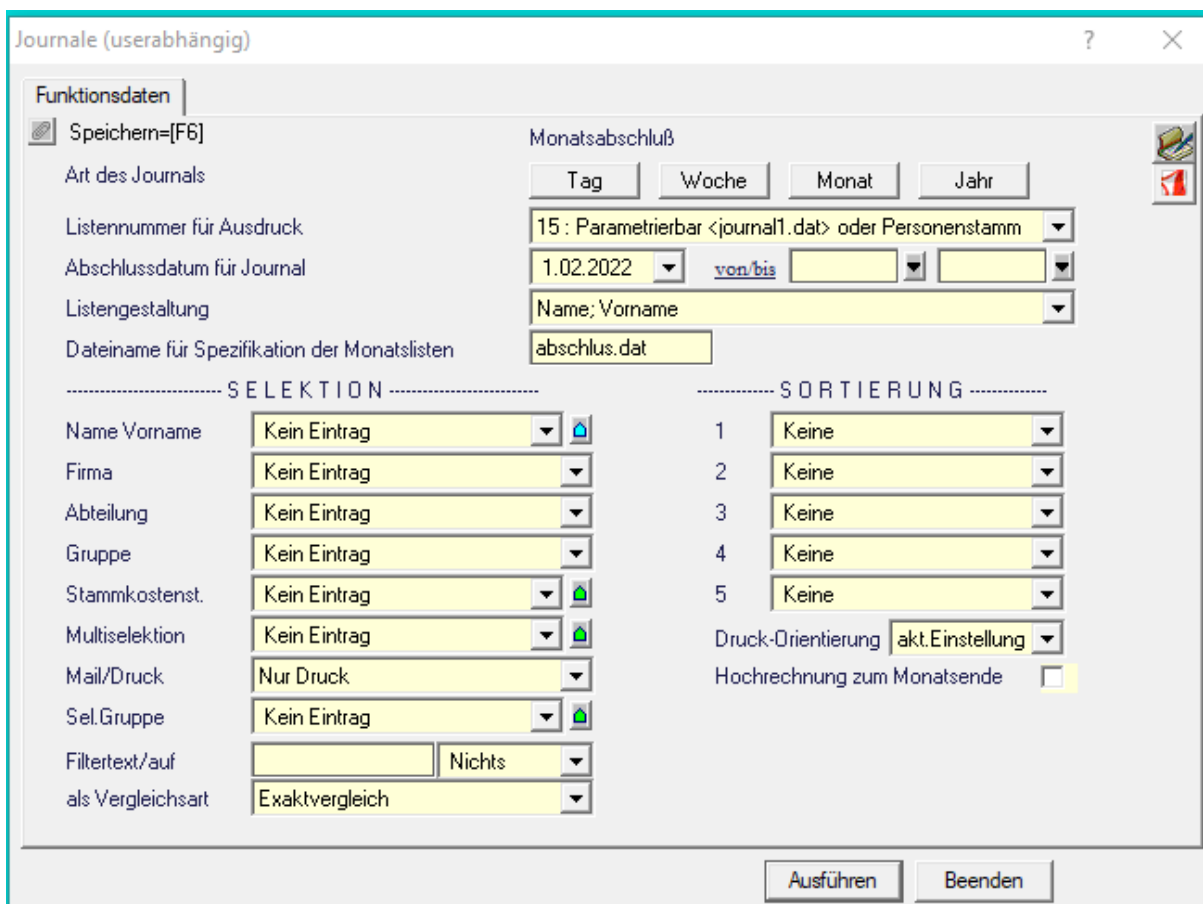 Journale (userabhängig) ?
Funktionsdaten
Speichern=[F6] Monatsabschluß
Art des Journals Tag Woche Monat Jahr
Listennummer für Ausdruck 15 : Parametrierbar <journal1.dat> oder Personenstamm
Abschlussdatum für Journal 1.02.2022 von/bis
Listengestaltung Name; Vorname
Dateiname für Spezifikation der Monatslisten abschlus.dat
--------------------------- S E L E K T I O N --------------------------- ------------- S O R T I E R U N G -------------
Name Vorname Kein Eintrag 1 Keine
Firma Kein Eintrag 2 Keine
Abteilung Kein Eintrag 3 Keine
Gruppe Kein Eintrag 4 Keine
Stammkostenst. Kein Eintrag 5 Keine
Multiselektion Kein Eintrag Druck-Orientierung akt.Einstellung
Mail/Druck Nur Druck Hochrechnung zum Monatsende
Sel.Gruppe Kein Eintrag
Filtertext/auf Nichts
als Vergleichsart Exaktvergleich
Ausführen Beenden